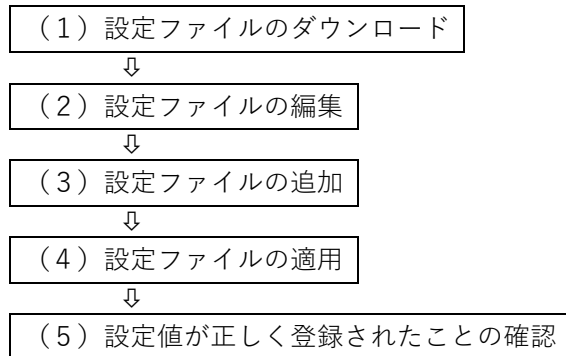 （１）設定ファイルのダウンロード
⇩
（２）設定ファイルの編集
⇩
（３）設定ファイルの追加
⇩
（４）設定ファイルの適用
⇩
（５）設定値が正しく登録されたことの確認